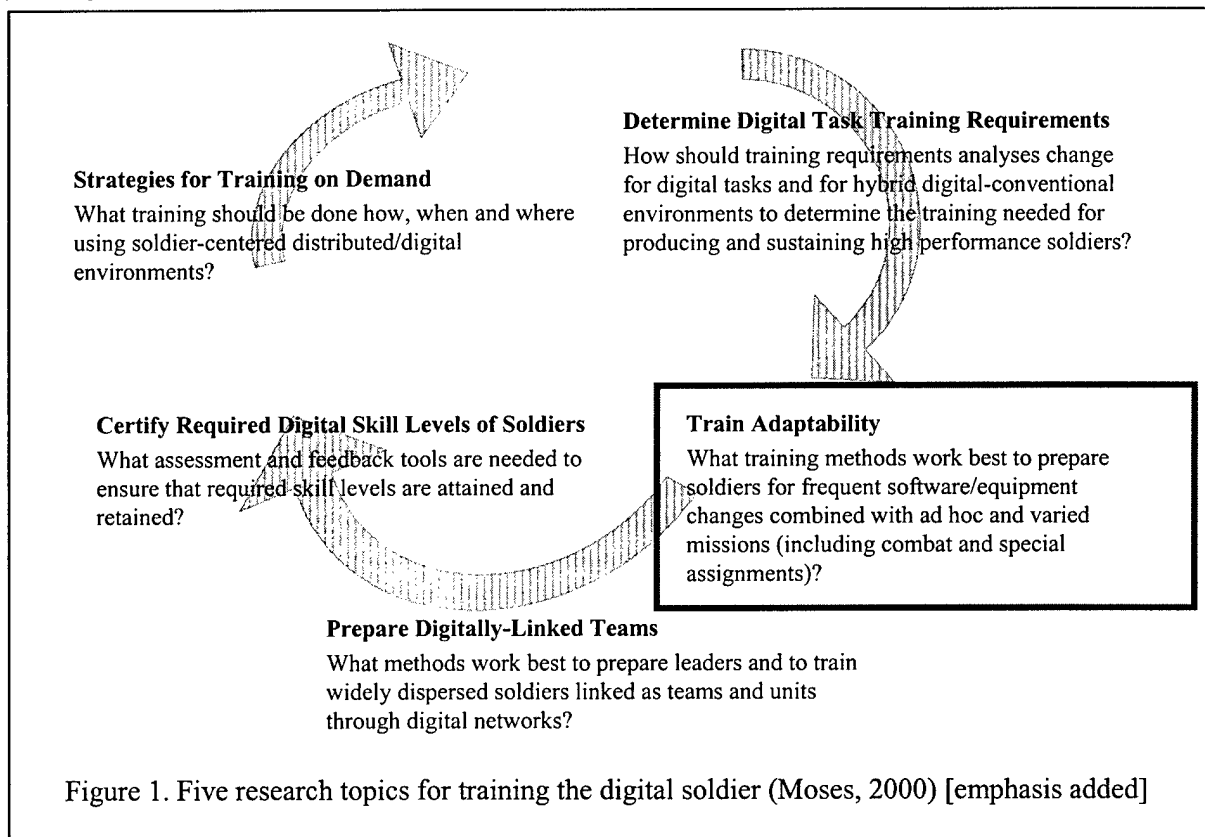 Determine Digital Task Training Requirements
How should training requirements analyses change
for digital tasks and for hybrid digital-conventional
environments to determine the training needed for
producing and sustaining high performance soldiers?
Strategies for Training on Demand
What training should be done how, when and where
using soldier-centered distributed/digital
environments?
Certify Required Digital Skill Levels of Soldiers
What assessment and feedback tools are needed to
ensure that required skill levels are attained and
retained?
Train Adaptability
What training methods work best to prepare
soldiers for frequent software/equipment
changes combined with ad hoc and varied
missions (including combat and special
assignments)?
Prepare Digitally-Linked Teams
What methods work best to prepare leaders and to train
widely dispersed soldiers linked as teams and units
through digital networks?
Figure 1. Five research topics for training the digital soldier (Moses, 2000) [emphasis added]